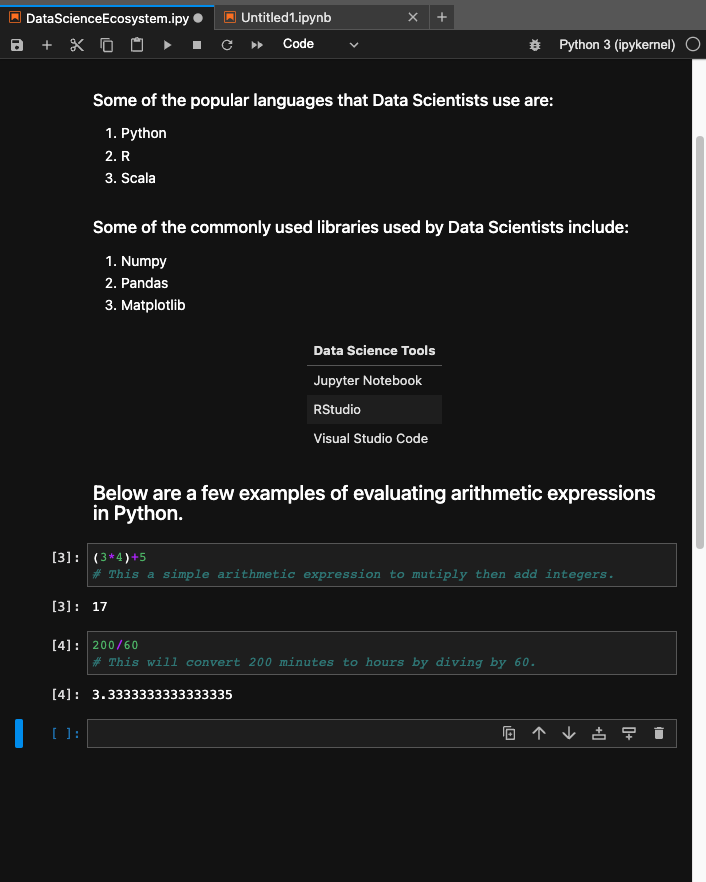 DataScienceEcosystem.ipy
Untitled1.ipynb
Code
Python 3 (ipykernel)
Some of the popular languages that Data Scientists use are:
1. Python
2. R
3. Scala
Some of the commonly used libraries used by Data Scientists include:
1. Numpy
2. Pandas
3. Matplotlib
Data Science Tools
Jupyter Notebook
RStudio
Visual Studio Code
Below are a few examples of evaluating arithmetic expressions
in Python.
[3]: (3*4)+5
# This a simple arithmetic expression to mutiply then add integers.
[3]: 17
[4]: 200/60
# This will convert 200 minutes to hours by diving by 60.
[4]: 3.3333333333333335
[ ]: